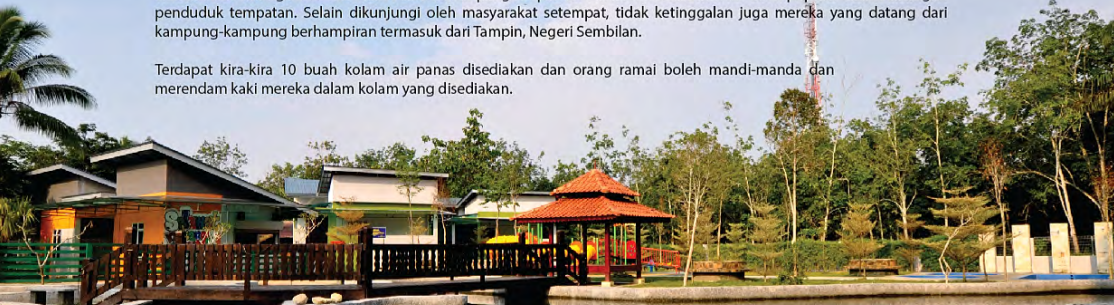 penduduk tempatan. Selain dikunjungi oleh masyarakat setempat, tidak ketinggalan juga mereka yang datang dari
kampung-kampung berhampiran termasuk dari Tampin, Negeri Sembilan.
Terdapat kira-kira 10 buah kolam air panas disediakan dan orang ramai boleh mandi-manda dan
merendam kaki mereka dalam kolam yang disediakan.